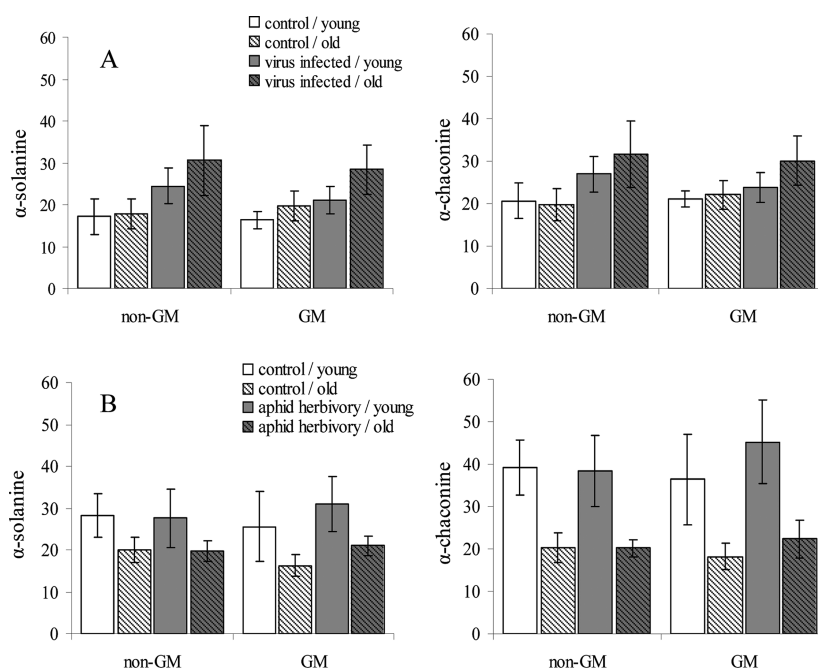 A
control / young
control / old
virus infected / young
virus infected / old
α-solanine
60
50
40
30
20
10
0
non-GM GM
α-chaconine
60
50
40
30
20
10
0
non-GM GM
B
control / young
control / old
aphid herbivory / young
aphid herbivory / old
α-solanine
60
50
40
30
20
10
0
non-GM GM
α-chaconine
60
50
40
30
20
10
0
non-GM GM